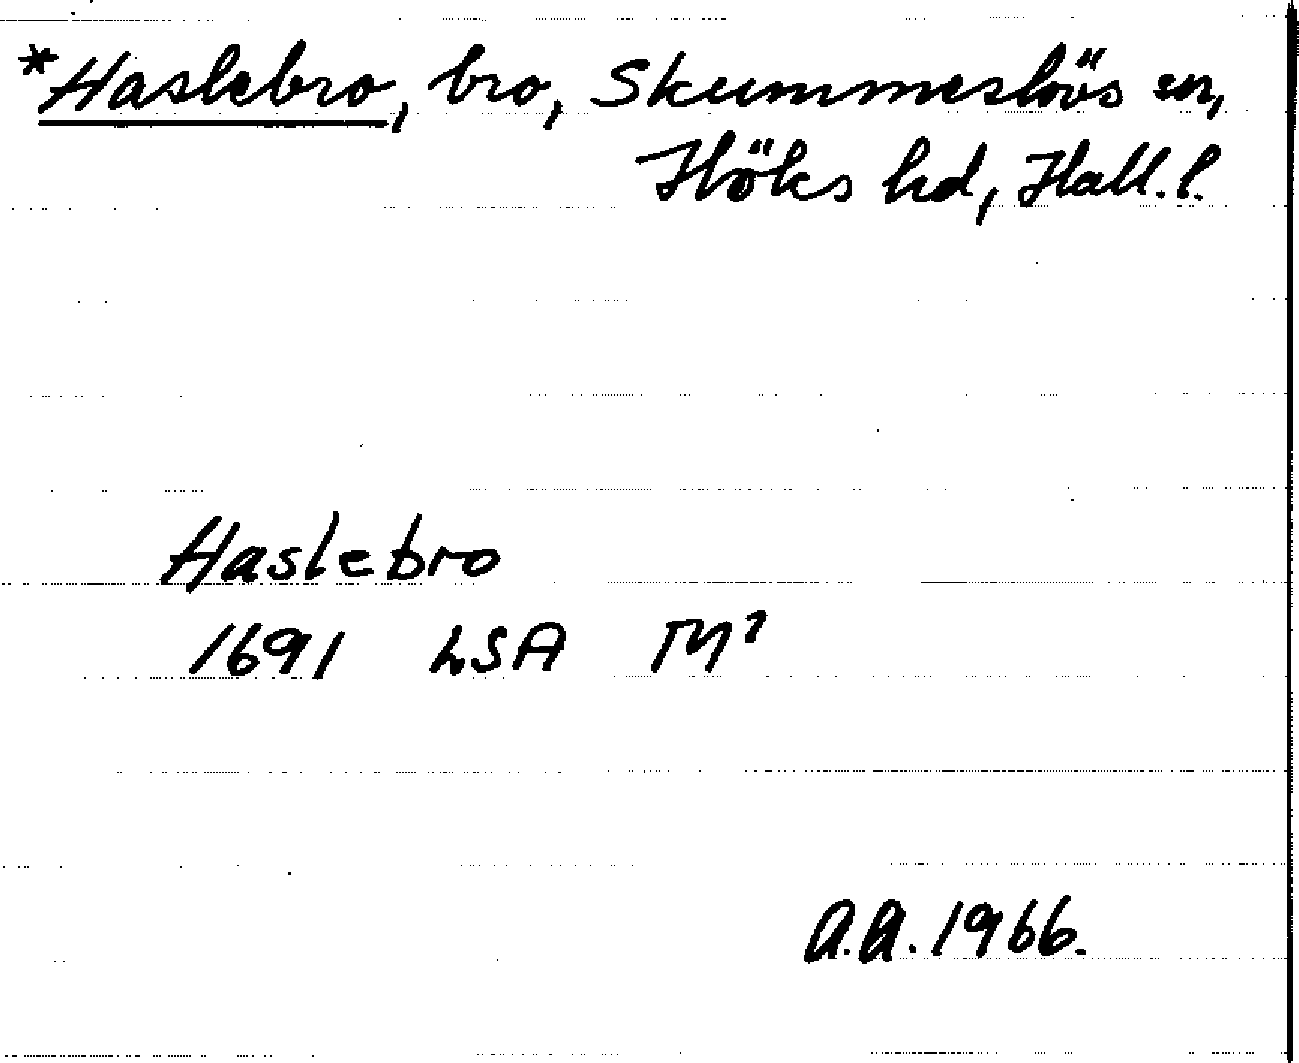 *Haslebro, bro, Skummeslövs sn,
Höks hd, Hall. l.
Haslebro
1691 LSA M²
A.A. 1966.